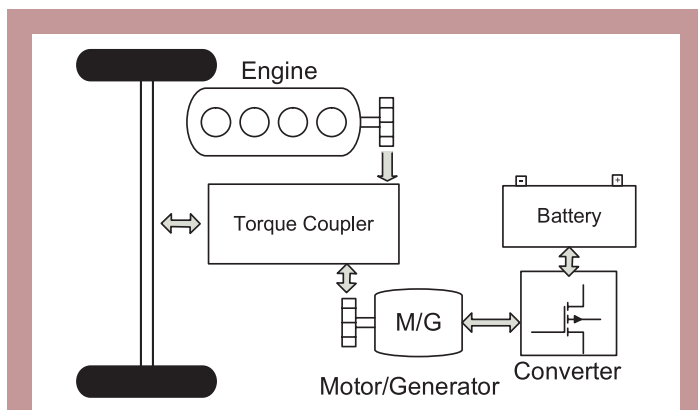 Engine
Torque Coupler
- +
Battery
M/G
Motor/Generator
Converter